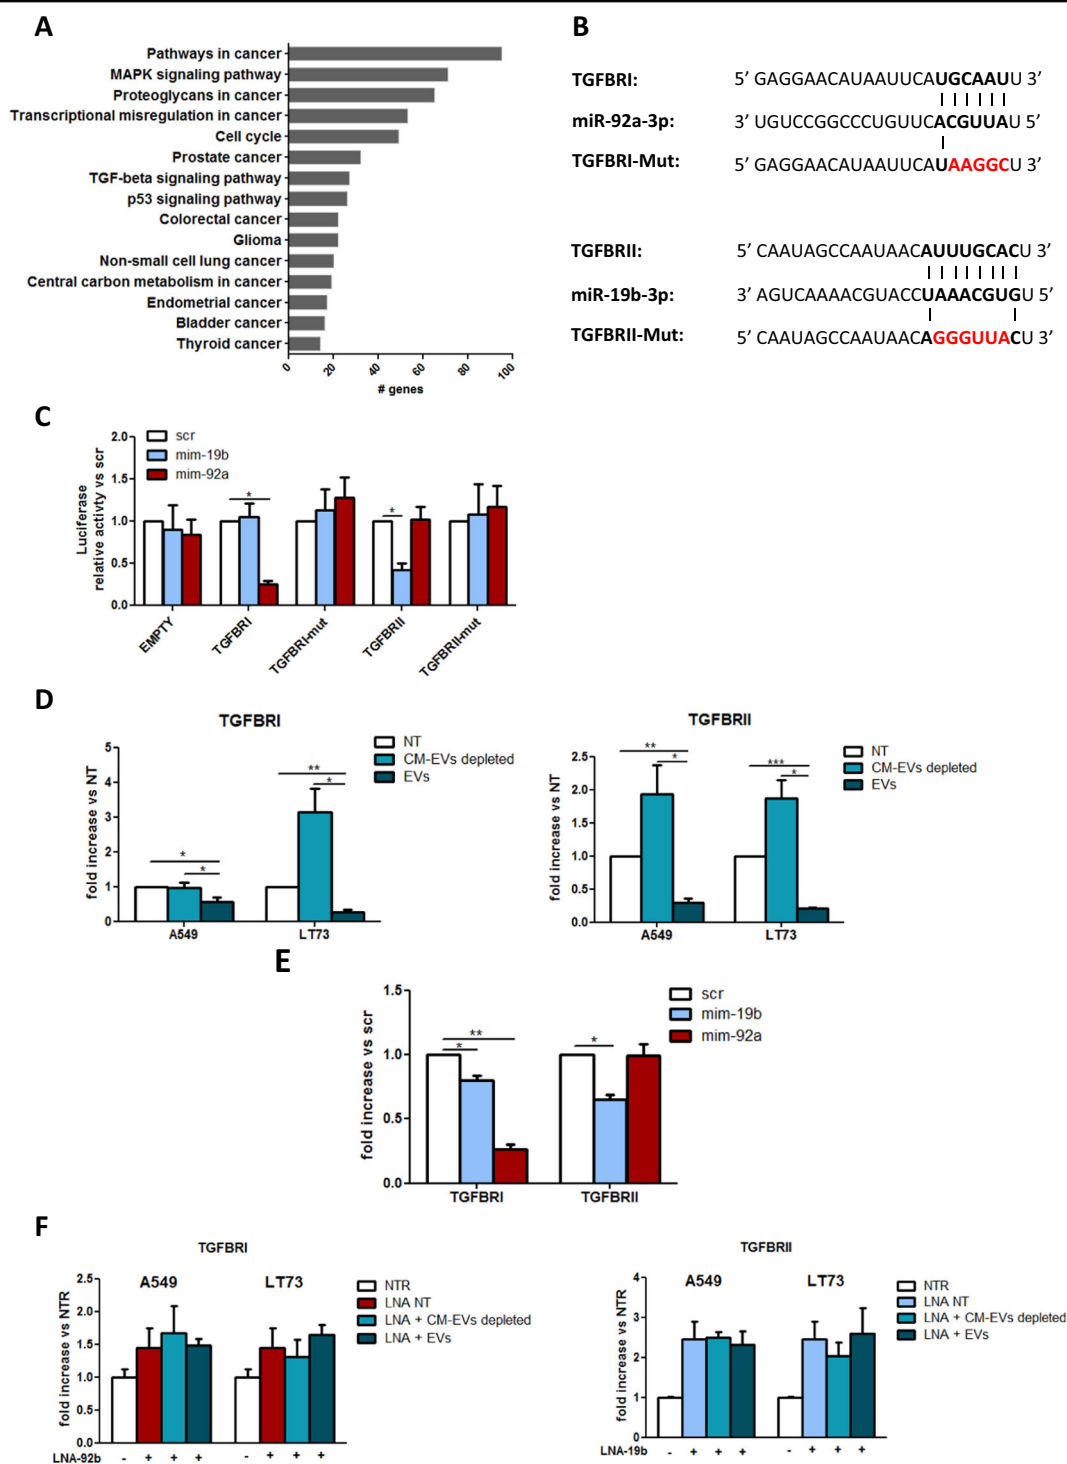 A
Pathways in cancer
MAPK signaling pathway
Proteoglycans in cancer
Transcriptional misregulation in cancer
Cell cycle
Prostate cancer
TGF-beta signaling pathway
p53 signaling pathway
Colorectal cancer
Glioma
Non-small cell lung cancer
Central carbon metabolism in cancer
Endometrial cancer
Bladder cancer
Thyroid cancer
0 20 40 60 80 100
# genes
B
TGFBRI: 5’ GAGGAACAUAAUUCAUGCAAUU 3’
miR-92a-3p: 3’ UGUCCGGCCCUGUUCACGUUAU 5’
TGFBRI-Mut: 5’ GAGGAACAUAAUUCAUAAGGCU 3’
TGFBRII: 5’ CAAUAGCCAAUAACAUUUGCACU 3’
miR-19b-3p: 3’ AGUCAAAACGUACCUAAACGUGU 5’
TGFBRII-Mut: 5’ CAAUAGCCAAUAACAGGGUUACU 3’
C
Luciferase
relative activty vs scr
2.0
1.5
1.0
0.5
0.0
scr
mim-19b
mim-92a
* *
EMPTY TGFBRI TGFBRI-mut TGFBRII TGFBRII-mut
D
TGFBRI
fold increase vs NT
5
4
3
2
1
0
NT
CM-EVs depleted
EVs
* * ** *
A549 LT73
TGFBRII
fold increase vs NT
2.5
2.0
1.5
1.0
0.5
0.0
NT
CM-EVs depleted
EVs
** * *** *
A549 LT73
E
fold increase vs scr
1.5
1.0
0.5
0.0
scr
mim-19b
mim-92a
** * *
TGFBRI TGFBRII
F
TGFBRI
A549 LT73
fold increase vs NTR
2.5
2.0
1.5
1.0
0.5
0.0
NTR
LNA NT
LNA + CM-EVs depleted
LNA + EVs
LNA-92b - + + + - + + +
TGFBRII
A549 LT73
fold increase vs NTR
4
3
2
1
0
NTR
LNA NT
LNA + CM-EVs depleted
LNA + EVs
LNA-19b - + + + - + + +